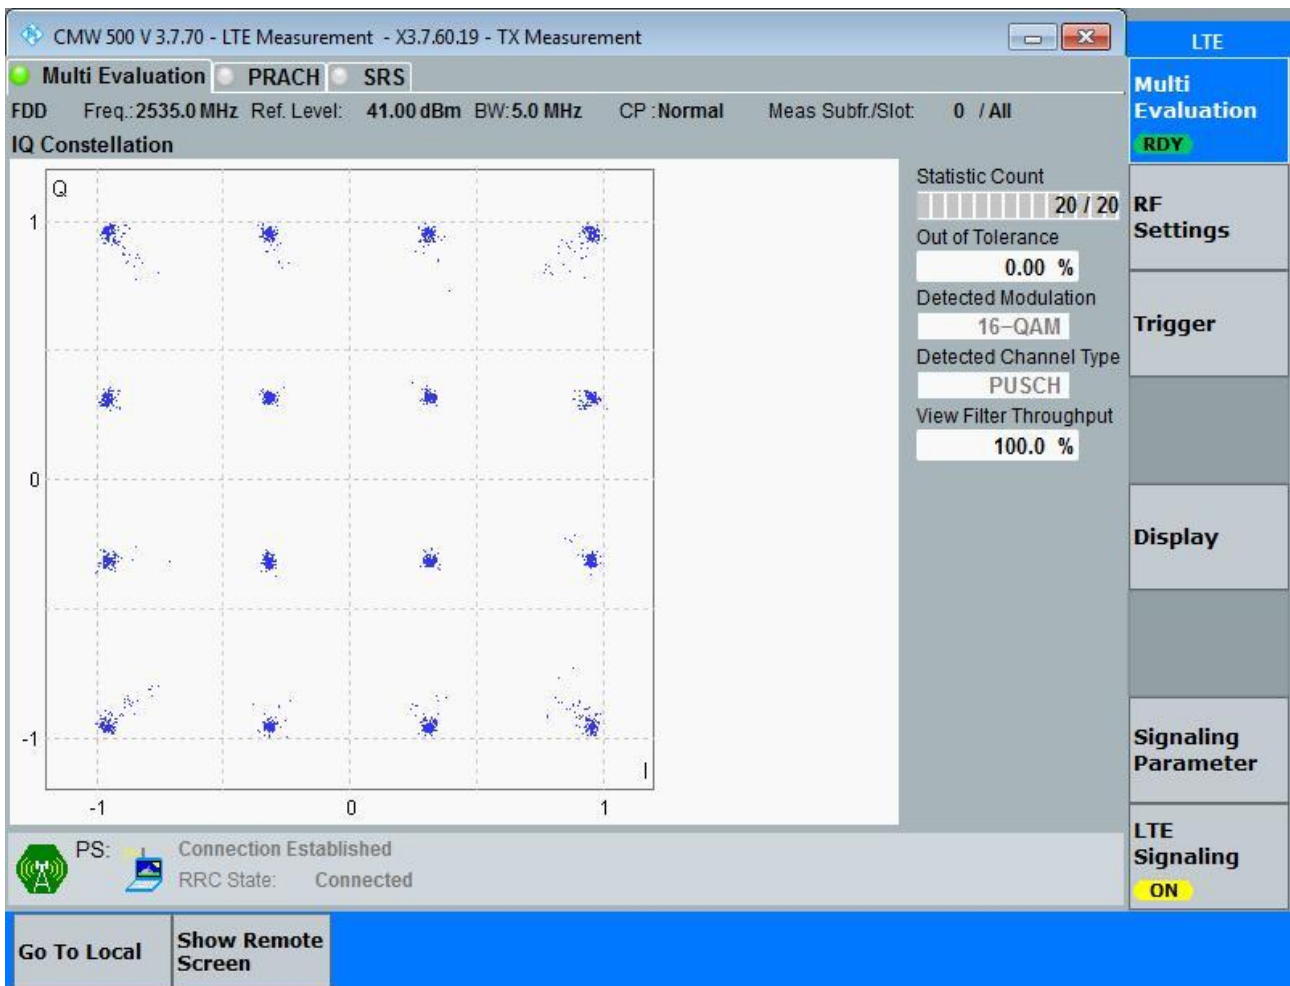 CMW 500 V 3.7.70 - LTE Measurement - X3.7.60.19 - TX Measurement
LTE
Multi Evaluation PRACH SRS
FDD Freq.: 2535.0 MHz Ref. Level: 41.00 dBm BW: 5.0 MHz CP : Normal Meas Subfr./Slot: 0 / All
IQ Constellation
Q
1
0
-1
I
-1 0 1
Statistic Count
20 / 20
Out of Tolerance
0.00 %
Detected Modulation
16-QAM
Detected Channel Type
PUSCH
View Filter Throughput
100.0 %
Multi
Evaluation
RDY
RF
Settings
Trigger
Display
Signaling
Parameter
LTE
Signaling
ON
PS: Connection Established
RRC State: Connected
Go To Local
Show Remote
Screen